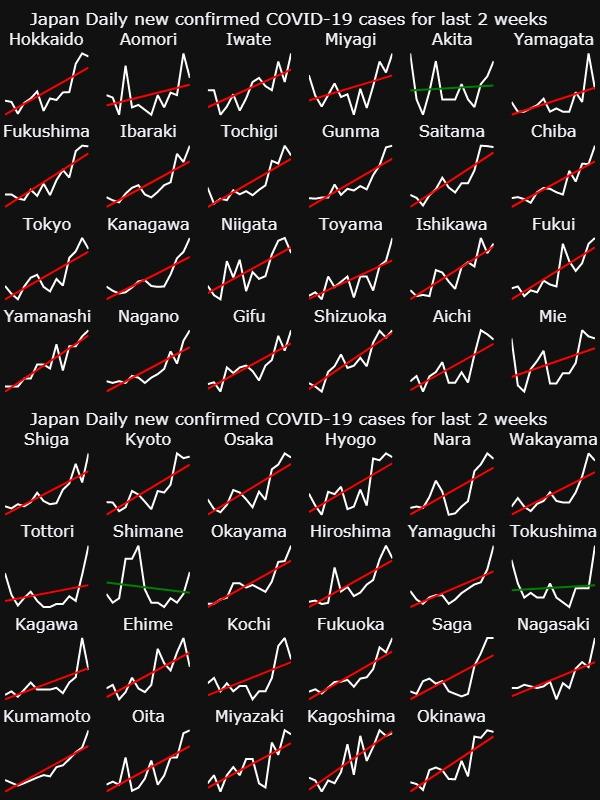 Japan Daily new confirmed COVID-19 cases for last 2 weeks
Hokkaido Aomori Iwate Miyagi Akita Yamagata
Fukushima Ibaraki Tochigi Gunma Saitama Chiba
Tokyo Kanagawa Niigata Toyama Ishikawa Fukui
Yamanashi Nagano Gifu Shizuoka Aichi Mie
Japan Daily new confirmed COVID-19 cases for last 2 weeks
Shiga Kyoto Osaka Hyogo Nara Wakayama
Tottori Shimane Okayama Hiroshima Yamaguchi Tokushima
Kagawa Ehime Kochi Fukuoka Saga Nagasaki
Kumamoto Oita Miyazaki Kagoshima Okinawa